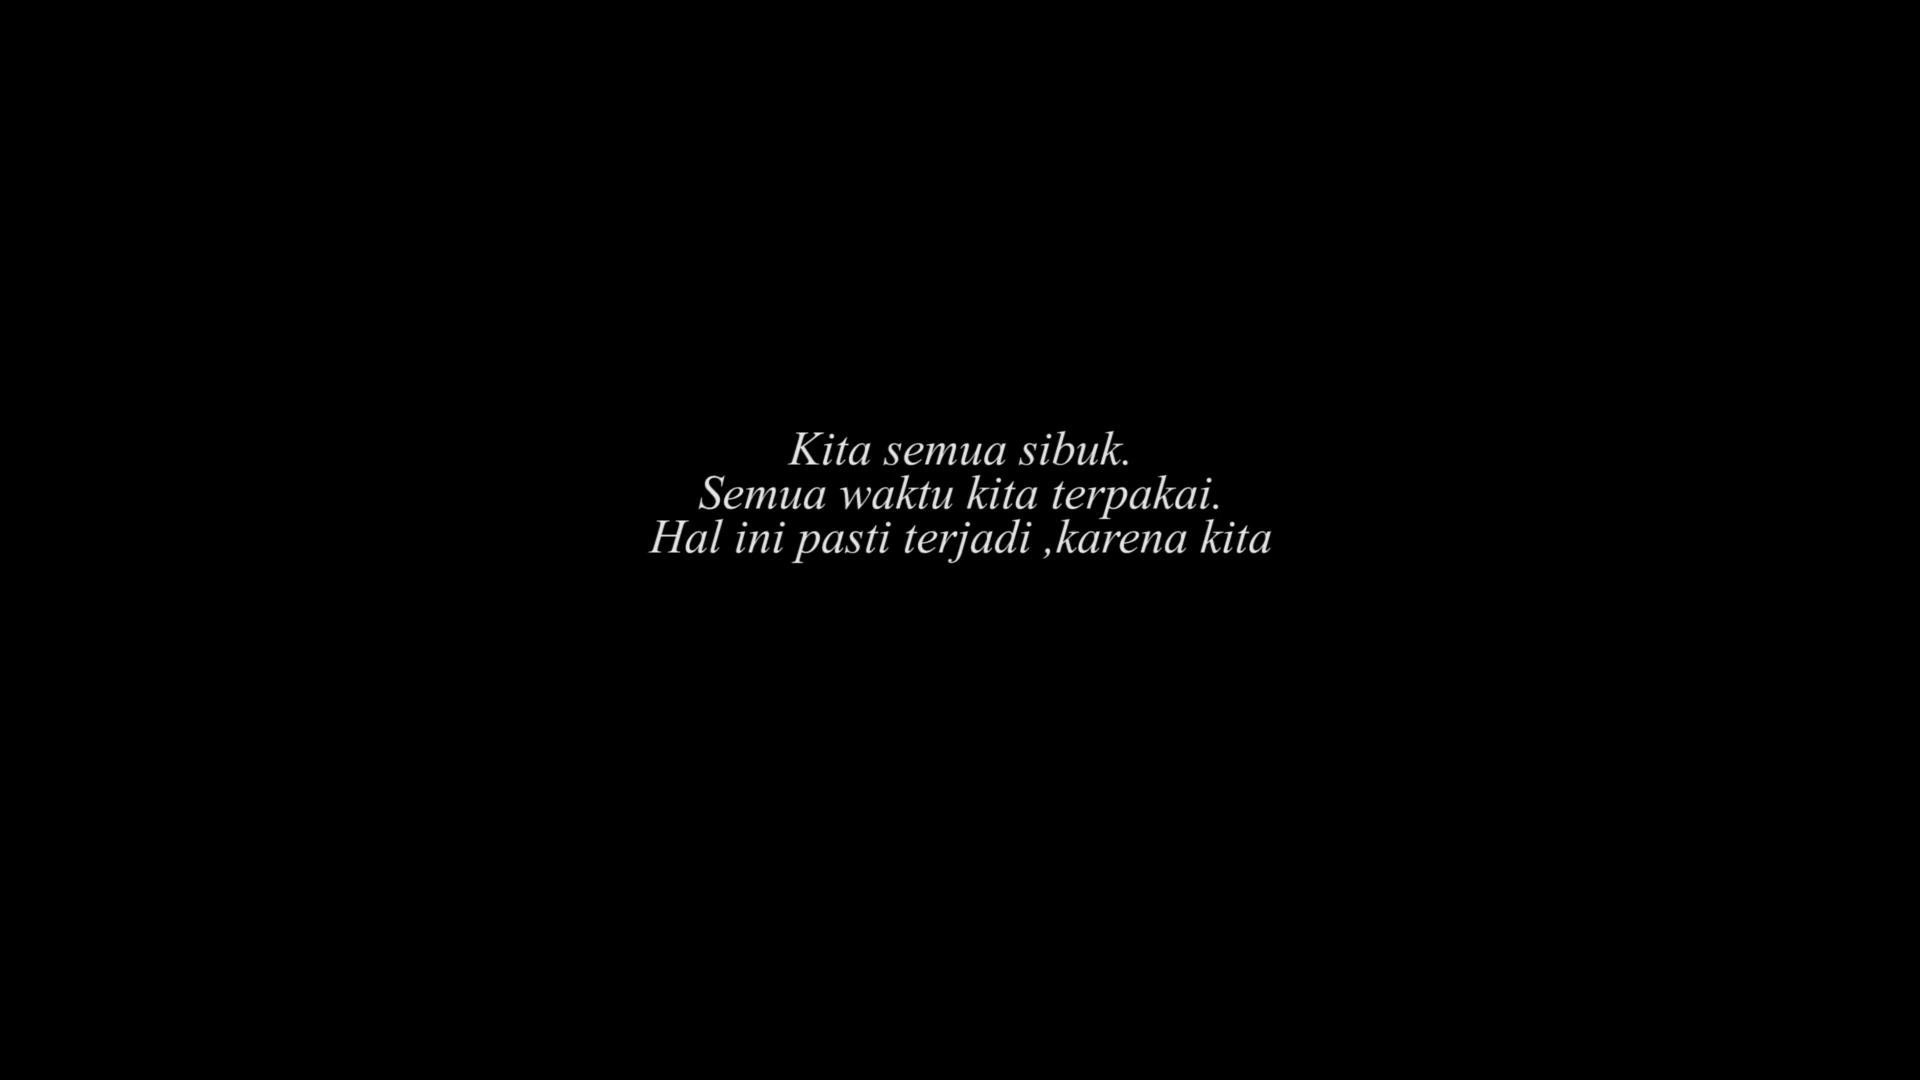 Kita semua sibuk.
Semua waktu kita terpakai.
Hal ini pasti terjadi ,karena kita